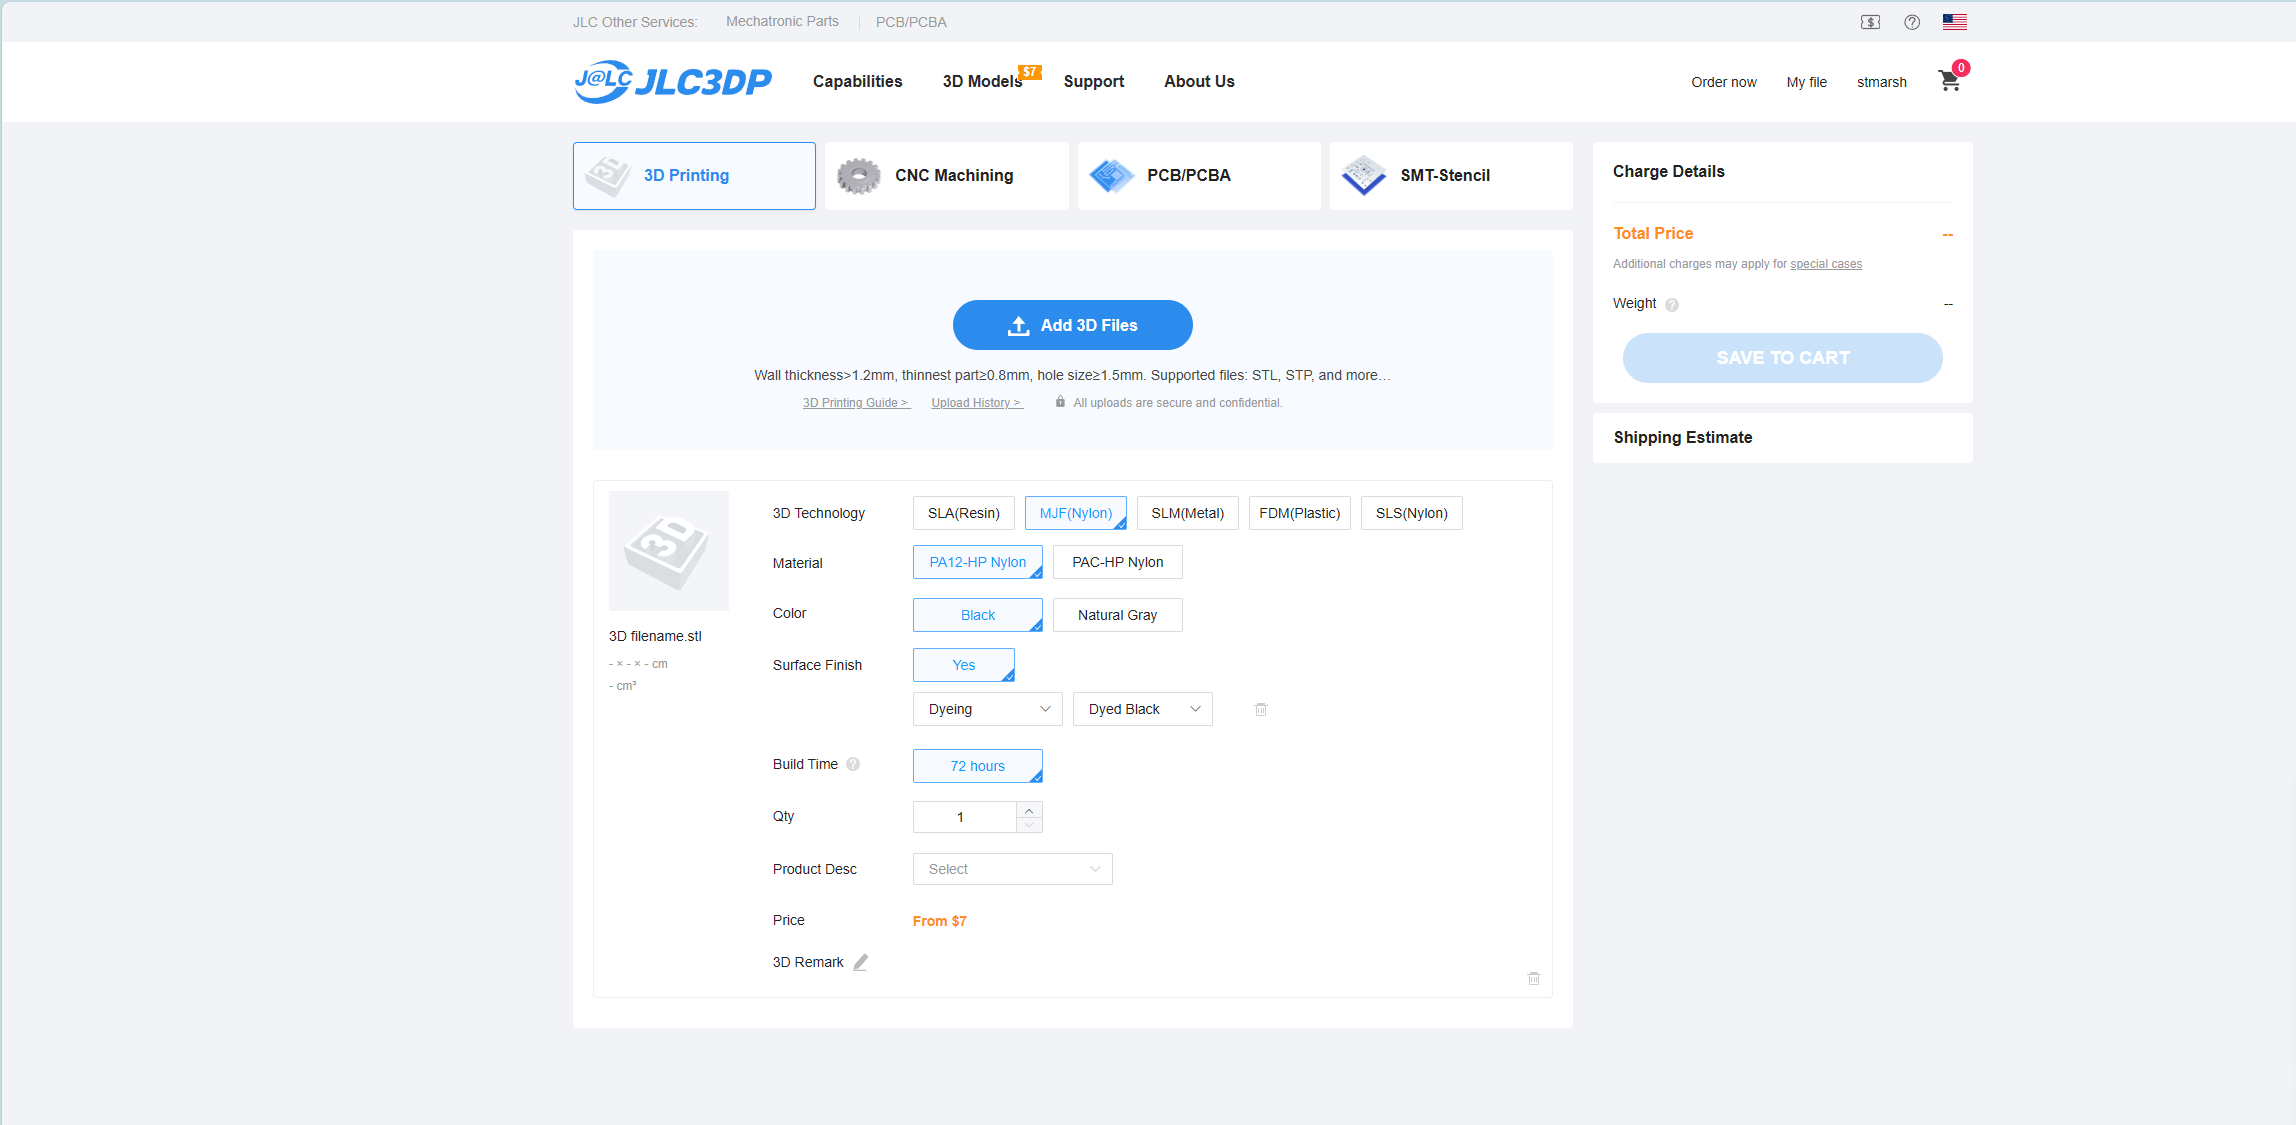 JLC Other Services: Mechatronic Parts PCB/PCBA
J@LC JLC3DP Capabilities 3D Models $7 Support About Us Order now My file stmarsh 0
3D Printing CNC Machining PCB/PCBA SMT-Stencil
Add 3D Files
Wall thickness>1.2mm, thinnest part≥0.8mm, hole size≥1.5mm. Supported files: STL, STP, and more...
3D Printing Guide > Upload History > All uploads are secure and confidential.
Charge Details
Total Price --
Additional charges may apply for special cases
Weight ? --
SAVE TO CART
Shipping Estimate
3D
3D filename.stl
- × - × - cm
- cm³
3D Technology SLA(Resin) MJF(Nylon) SLM(Metal) FDM(Plastic) SLS(Nylon)
Material PA12-HP Nylon PAC-HP Nylon
Color Black Natural Gray
Surface Finish Yes
Dyeing Dyed Black
Build Time ? 72 hours
Qty 1
Product Desc Select
Price From $7
3D Remark